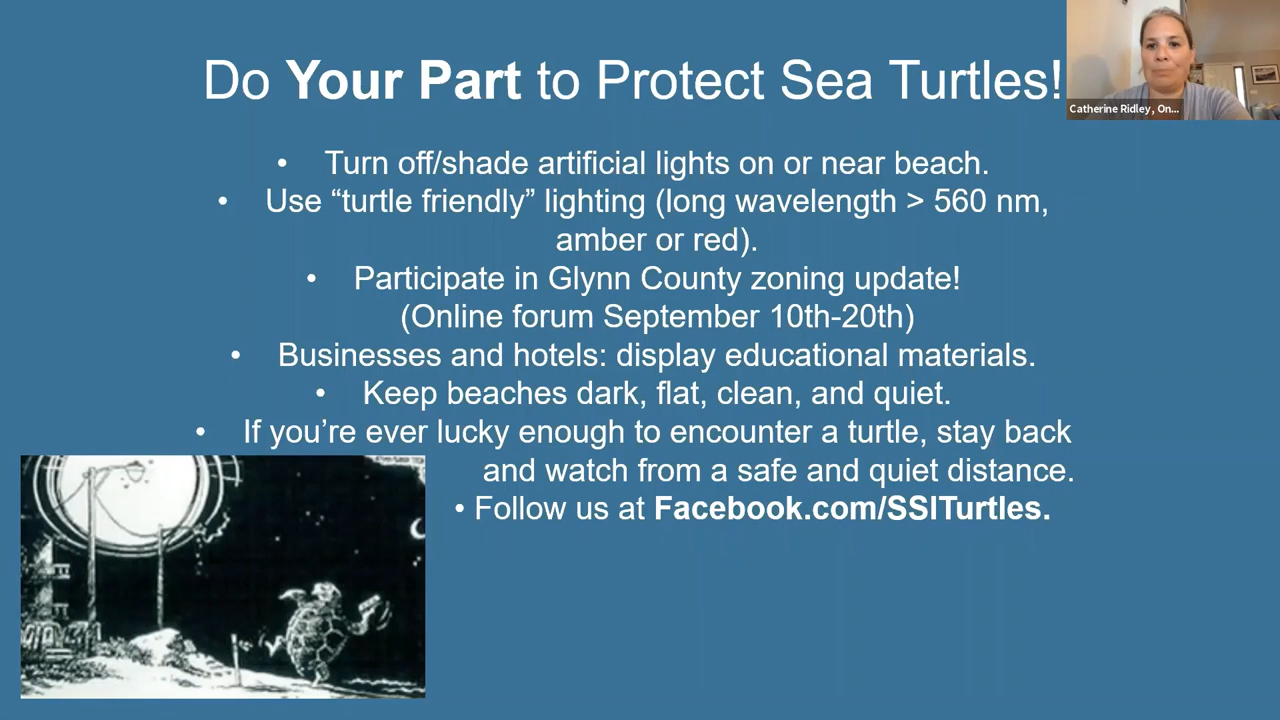 Do Your Part to Protect Sea Turtles!
Catherine Ridley, On...
• Turn off/shade artificial lights on or near beach.
• Use “turtle friendly” lighting (long wavelength > 560 nm,
amber or red).
• Participate in Glynn County zoning update!
(Online forum September 10th-20th)
• Businesses and hotels: display educational materials.
• Keep beaches dark, flat, clean, and quiet.
• If you’re ever lucky enough to encounter a turtle, stay back
and watch from a safe and quiet distance.
• Follow us at Facebook.com/SSITurtles.